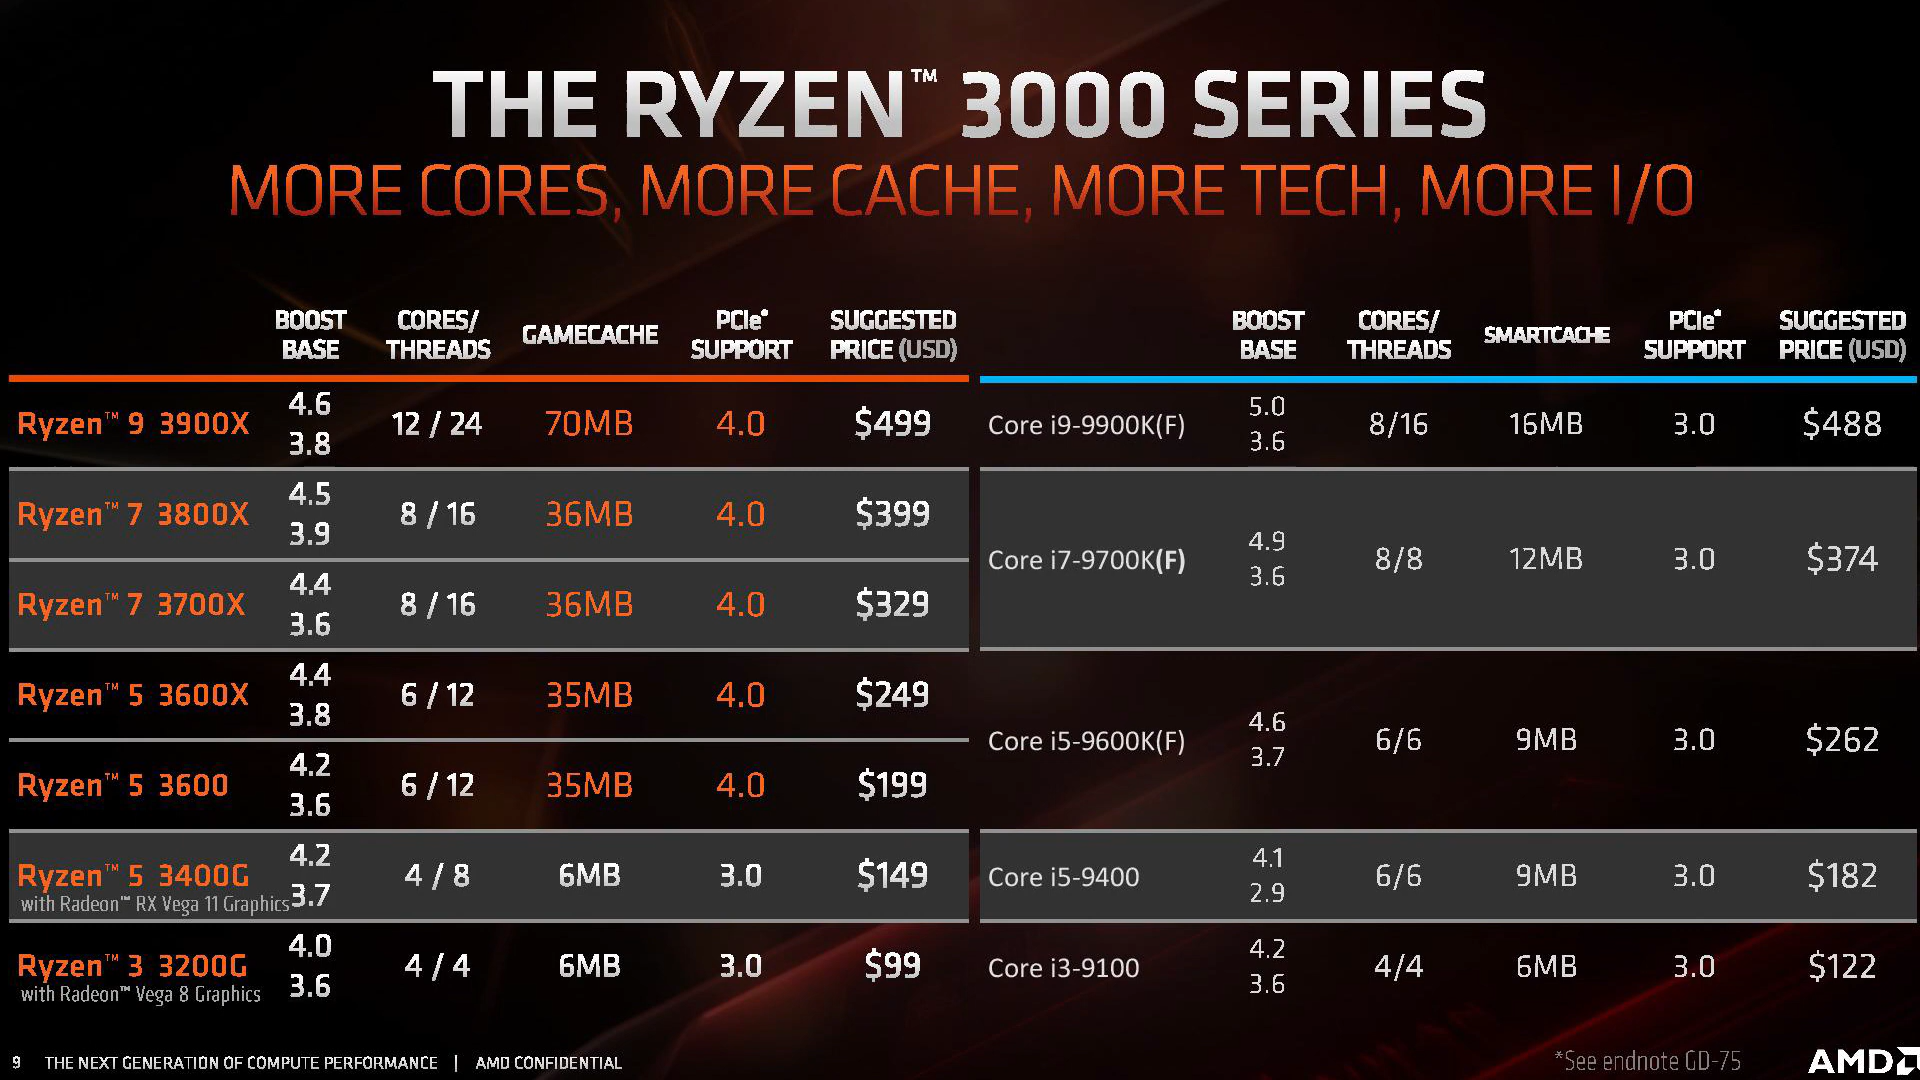 THE RYZEN™ 3000 SERIES
MORE CORES, MORE CACHE, MORE TECH, MORE I/O
BOOST BASE CORES/ THREADS GAMECACHE PCIe® SUPPORT SUGGESTED PRICE (USD)
Ryzen™ 9 3900X 4.6 3.8 12 / 24 70MB 4.0 $499
Ryzen™ 7 3800X 4.5 3.9 8 / 16 36MB 4.0 $399
Ryzen™ 7 3700X 4.4 3.6 8 / 16 36MB 4.0 $329
Ryzen™ 5 3600X 4.4 3.8 6 / 12 35MB 4.0 $249
Ryzen™ 5 3600 4.2 3.6 6 / 12 35MB 4.0 $199
Ryzen™ 5 3400G 4.2 3.7 4 / 8 6MB 3.0 $149
with Radeon™ RX Vega 11 Graphics
Ryzen™ 3 3200G 4.0 3.6 4 / 4 6MB 3.0 $99
with Radeon™ Vega 8 Graphics
BOOST BASE CORES/ THREADS SMARTCACHE PCIe® SUPPORT SUGGESTED PRICE (USD)
Core i9-9900K(F) 5.0 3.6 8/16 16MB 3.0 $488
Core i7-9700K(F) 4.9 3.6 8/8 12MB 3.0 $374
Core i5-9600K(F) 4.6 3.7 6/6 9MB 3.0 $262
Core i5-9400 4.1 2.9 6/6 9MB 3.0 $182
Core i3-9100 4.2 3.6 4/4 6MB 3.0 $122
9 THE NEXT GENERATION OF COMPUTE PERFORMANCE | AMD CONFIDENTIAL
*See endnote GD-75
AMD